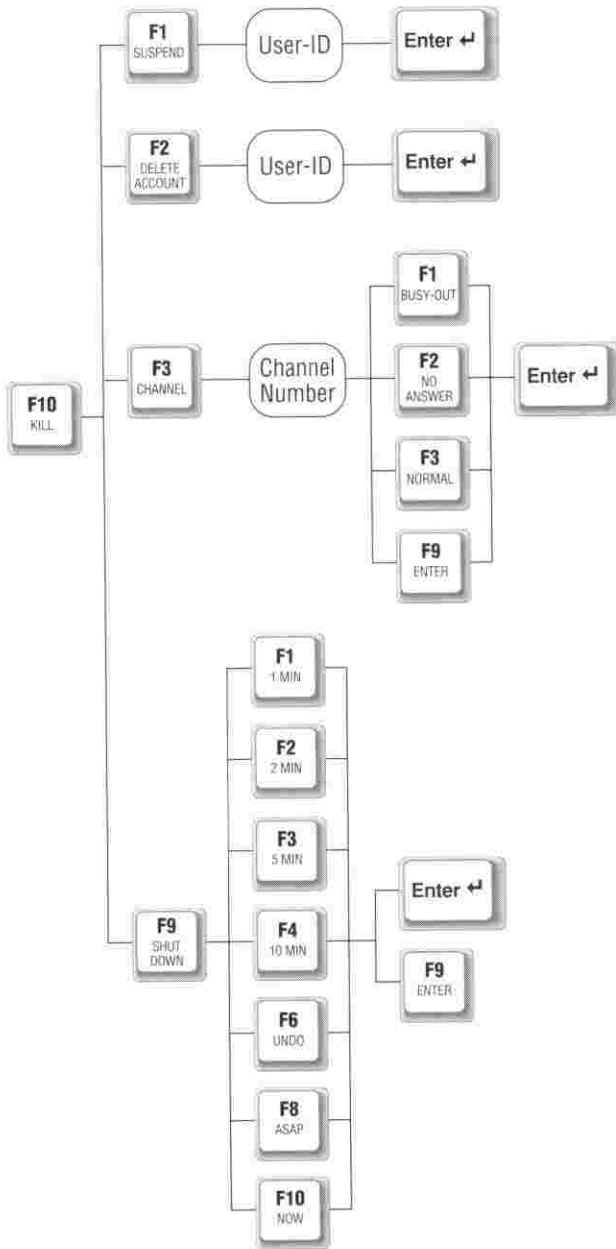 F1
SUSPEND
User-ID
Enter ↵
F2
DELETE
ACCOUNT
User-ID
Enter ↵
F10
KILL
F3
CHANNEL
Channel
Number
F1
BUSY-OUT
F2
NO
ANSWER
F3
NORMAL
F9
ENTER
Enter ↵
F9
SHUT
DOWN
F1
1 MIN
F2
2 MIN
F3
5 MIN
F4
10 MIN
F6
UNDO
F8
ASAP
F10
NOW
Enter ↵
F9
ENTER